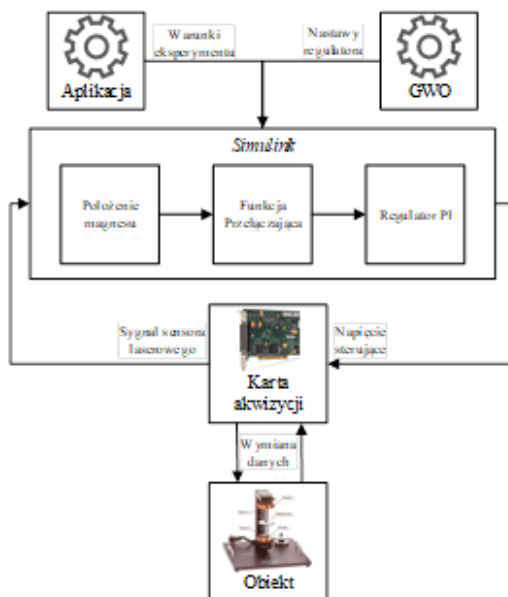 Warunki
eksperymentu
Nastawy
regulatora
Aplikacja
GWO
Simulink
Położenie
magnesu
Funkcja
Przełączająca
Regulator PI
Sygnał sensora
laserowego
Napięcie
sterujące
Karta
akwizycji
Wymiana
danych
Obiekt